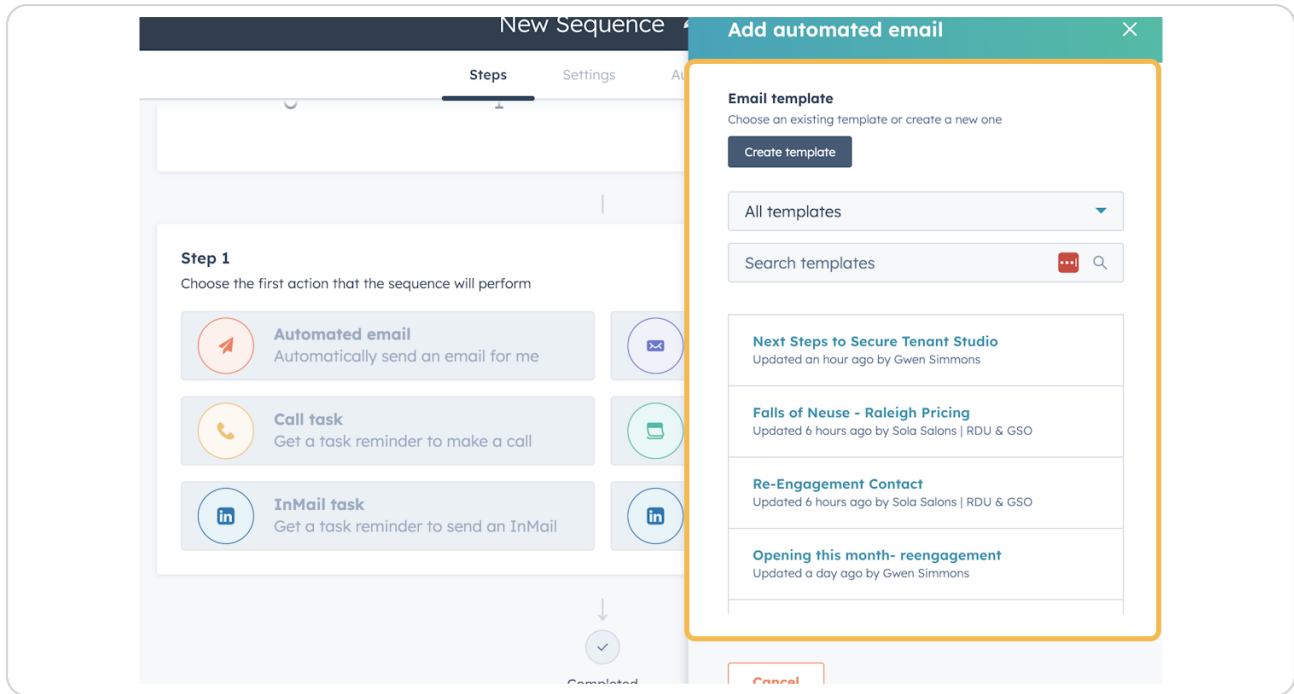 New Sequence
Steps
Settings
Step 1
Choose the first action that the sequence will perform
Automated email
Automatically send an email for me
Call task
Get a task reminder to make a call
InMail task
Get a task reminder to send an InMail
Completed
Add automated email
Email template
Choose an existing template or create a new one
Create template
All templates
Search templates
Next Steps to Secure Tenant Studio
Updated an hour ago by Gwen Simmons
Falls of Neuse - Raleigh Pricing
Updated 6 hours ago by Sola Salons | RDU & GSO
Re-Engagement Contact
Updated 6 hours ago by Sola Salons | RDU & GSO
Opening this month- reengagement
Updated a day ago by Gwen Simmons
Cancel